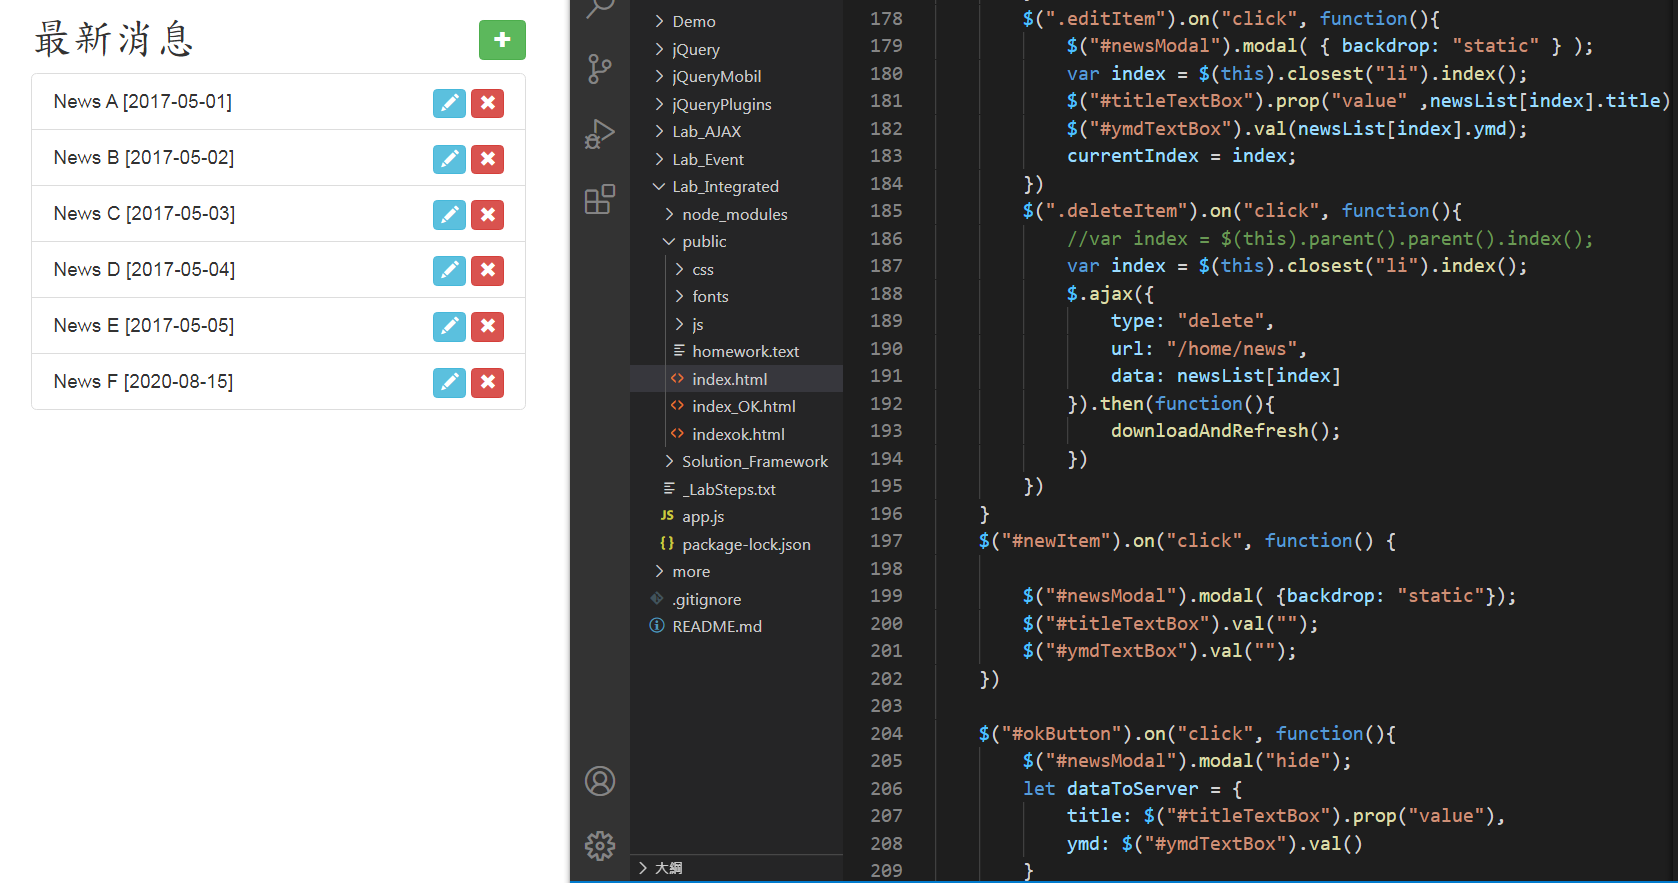 最新消息
News A [2017-05-01]
News B [2017-05-02]
News C [2017-05-03]
News D [2017-05-04]
News E [2017-05-05]
News F [2020-08-15]
Demo
jQuery
jQueryMobil
jQueryPlugins
Lab_AJAX
Lab_Event
Lab_Integrated
node_modules
public
css
fonts
js
homework.text
index.html
index_OK.html
indexok.html
Solution_Framework
_LabSteps.txt
JS app.js
{} package-lock.json
more
.gitignore
README.md
大綱
178 $(".editItem").on("click", function(){
179 $("#newsModal").modal( { backdrop: "static" } );
180 var index = $(this).closest("li").index();
181 $("#titleTextBox").prop("value" ,newsList[index].title)
182 $("#ymdTextBox").val(newsList[index].ymd);
183 currentIndex = index;
184 })
185 $(".deleteItem").on("click", function(){
186 //var index = $(this).parent().parent().index();
187 var index = $(this).closest("li").index();
188 $.ajax({
189 type: "delete",
190 url: "/home/news",
191 data: newsList[index]
192 }).then(function(){
193 downloadAndRefresh();
194 })
195 })
196 }
197 $("#newItem").on("click", function() {
198
199 $("#newsModal").modal( {backdrop: "static"});
200 $("#titleTextBox").val("");
201 $("#ymdTextBox").val("");
202 })
203
204 $("#okButton").on("click", function(){
205 $("#newsModal").modal("hide");
206 let dataToServer = {
207 title: $("#titleTextBox").prop("value"),
208 ymd: $("#ymdTextBox").val()
209 }